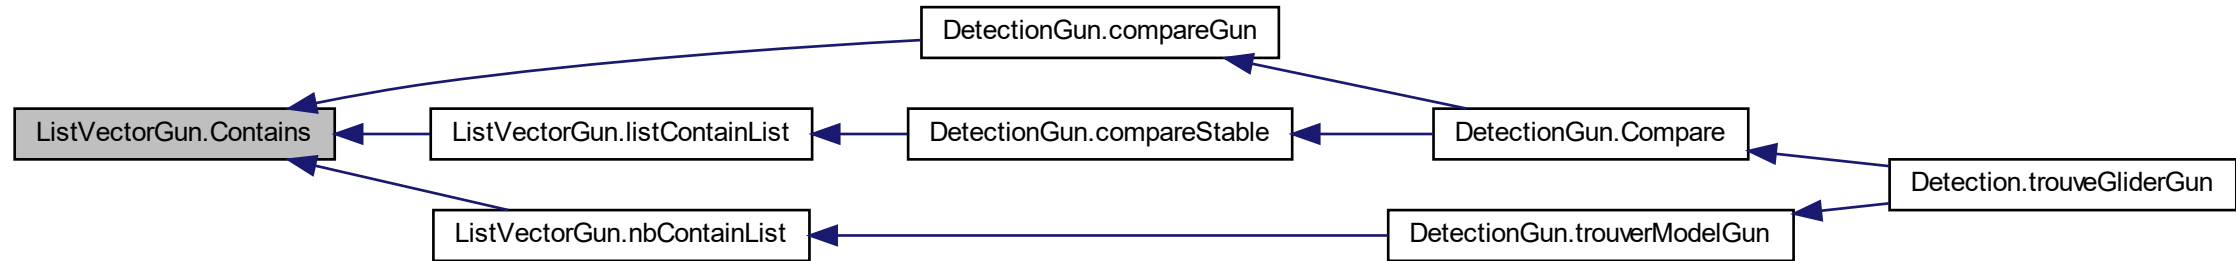 DetectionGun.compareGun
ListVectorGun.Contains
ListVectorGun.listContainList
DetectionGun.compareStable
DetectionGun.Compare
Detection.trouveGliderGun
ListVectorGun.nbContainList
DetectionGun.trouverModelGun